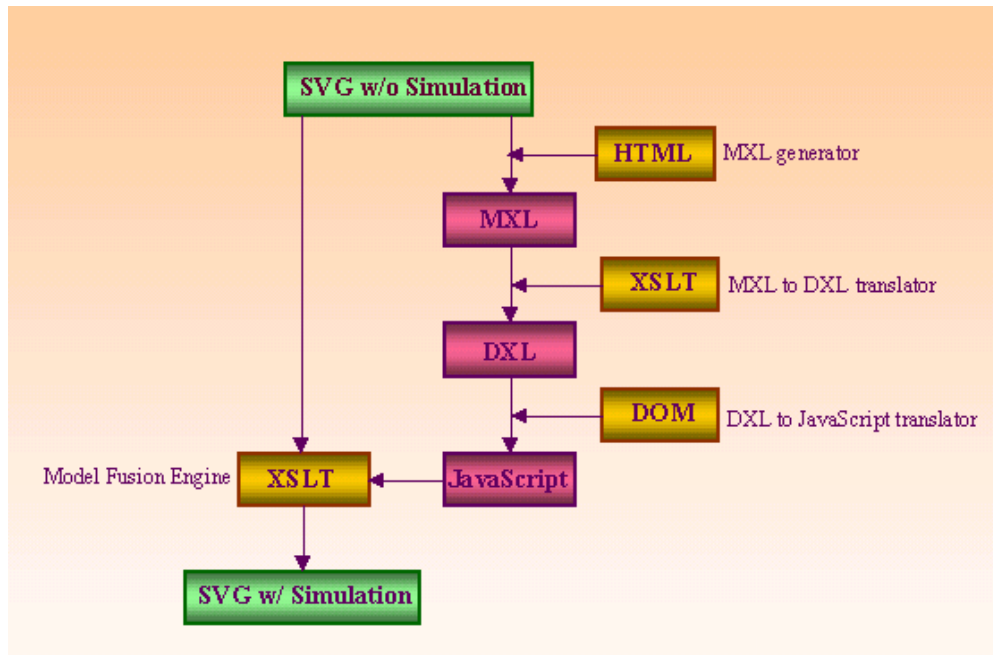 SVG w/o Simulation
HTML
MXL generator
MXL
XSLT
MXL to DXL translator
DXL
DOM
DXL to JavaScript translator
Model Fusion Engine
XSLT
JavaScript
SVG w/ Simulation